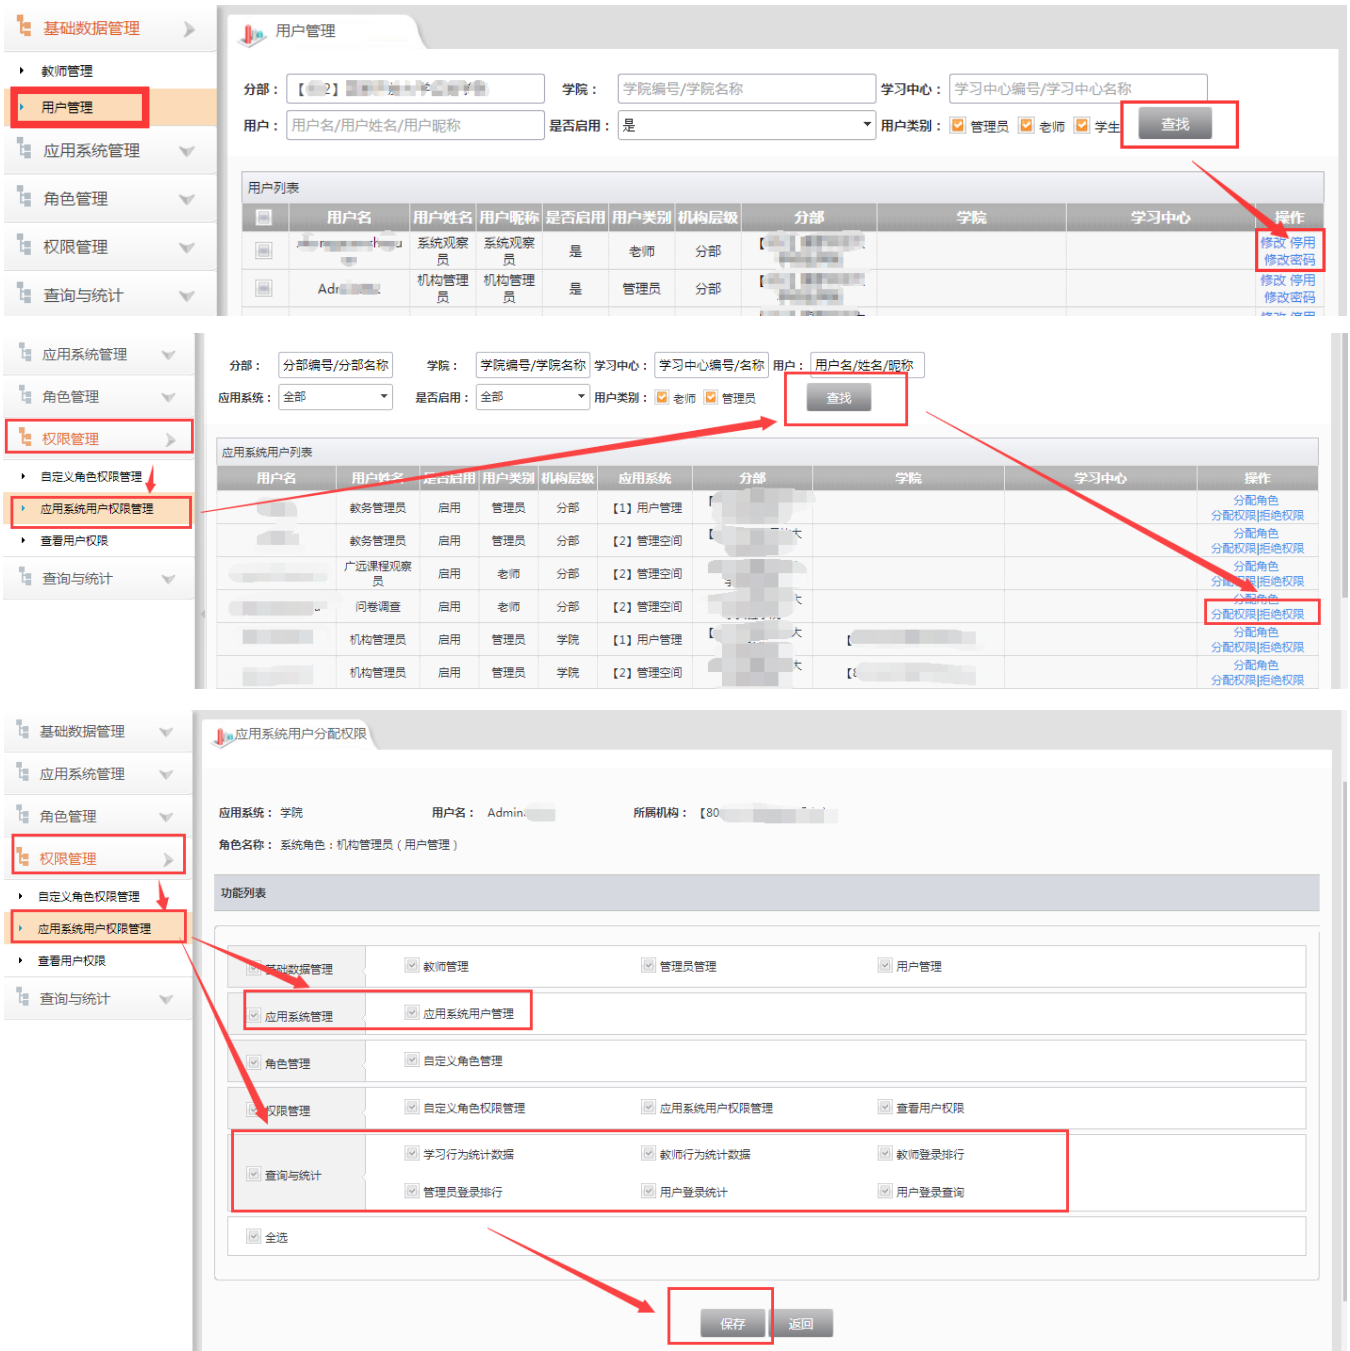 基础数据管理
教师管理
用户管理
应用系统管理
角色管理
权限管理
查询与统计
用户管理
分部： 【 2】 学院： 学院编号/学院名称 学习中心： 学习中心编号/学习中心名称
用户： 用户名/用户姓名/用户昵称 是否启用： 是 用户类别： 管理员 老师 学生 查找
用户列表
用户名 用户姓名 用户昵称 是否启用 用户类别 机构层级 分部 学院 学习中心 操作
系统观察员 系统观察员 是 老师 分部 修改 停用 修改密码
Ad 机构管理员 机构管理员 是 管理员 分部 修改 停用 修改密码
应用系统管理
角色管理
权限管理
自定义角色权限管理
应用系统用户权限管理
查看用户权限
查询与统计
分部： 分部编号/分部名称 学院： 学院编号/学院名称 学习中心： 学习中心编号/名称 用户： 用户名/姓名/昵称
应用系统： 全部 是否启用： 全部 用户类别： 老师 管理员 查找
应用系统用户列表
用户名 用户姓名 是否启用 用户类别 机构层级 应用系统 分部 学院 学习中心 操作
教务管理员 启用 管理员 分部 【1】用户管理 分配角色 分配权限|拒绝权限
教务管理员 启用 管理员 分部 【2】管理空间 【 大 分配角色 分配权限|拒绝权限
广远课程观察员 启用 老师 分部 【2】管理空间 分配角色 分配权限|拒绝权限
问卷调查 启用 老师 分部 【2】管理空间 分配角色 分配权限|拒绝权限
机构管理员 启用 管理员 学院 【1】用户管理 【 大 【 分配角色 分配权限|拒绝权限
机构管理员 启用 管理员 学院 【2】管理空间 大 【8 分配角色 分配权限|拒绝权限
基础数据管理
应用系统管理
角色管理
权限管理
自定义角色权限管理
应用系统用户权限管理
查看用户权限
查询与统计
应用系统用户分配权限
应用系统： 学院 用户名： Admin 所属机构： 【80
角色名称： 系统角色：机构管理员（用户管理）
功能列表
基础数据管理 教师管理 管理员管理 用户管理
应用系统管理 应用系统用户管理
角色管理 自定义角色管理
权限管理 自定义角色权限管理 应用系统用户权限管理 查看用户权限
查询与统计 学习行为统计数据 教师行为统计数据 教师登录排行
管理员登录排行 用户登录统计 用户登录查询
全选
保存 返回